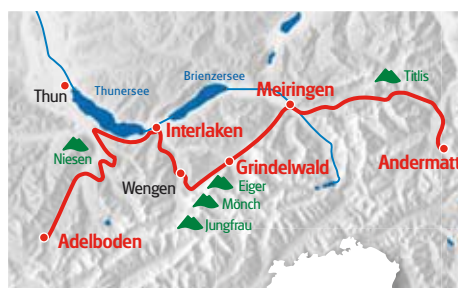 Titlis
Brienzersee
Thun
Thunersee
Meiringen
Interlaken
Niesen
Grindelwald
Andermatt
Wengen
Eiger
Mönch
Jungfrau
Adelboden